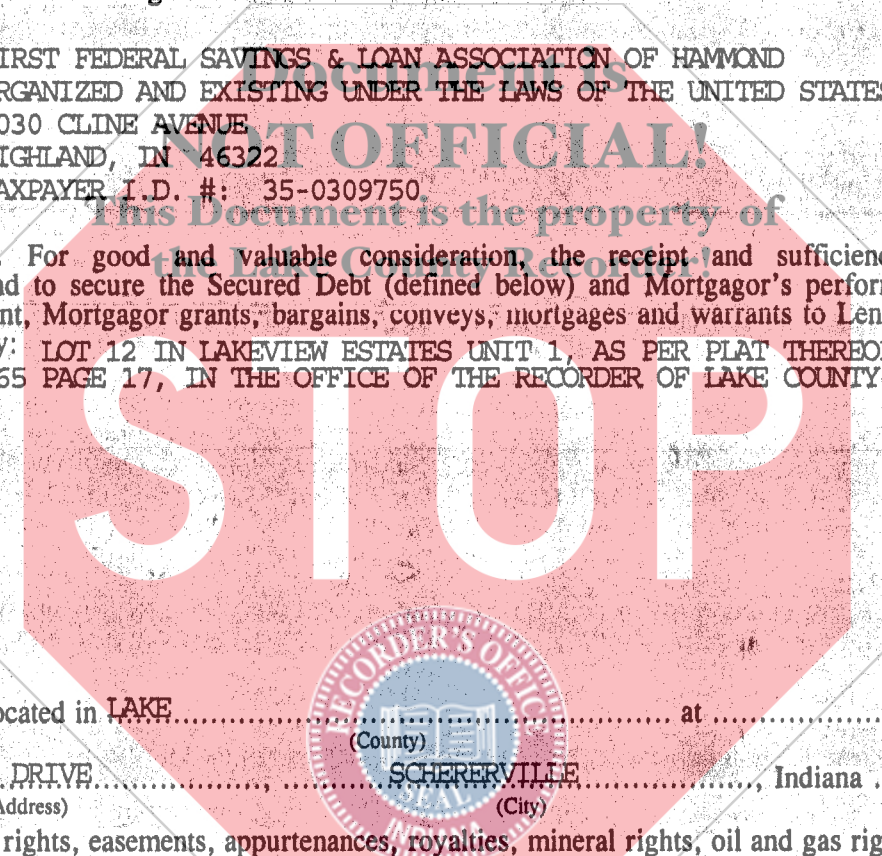 IRST FEDERAL SAVINGS & LOAN ASSOCIATION OF HAMMOND
Document is
RGANIZED AND EXISTING UNDER THE LAWS OF THE UNITED STATES
030 CLINE AVENUE
NOT OFFICIAL!
IGHLAND, IN 46322
AXPAYER I.D. #: 35-0309750
This Document is the property of
the Lake County Recorder!
For good and valuable consideration, the receipt and sufficienc
nd to secure the Secured Debt (defined below) and Mortgagor's perform
nt, Mortgagor grants, bargains, conveys, mortgages and warrants to Len
y: LOT 12 IN LAKEVIEW ESTATES UNIT 1, AS PER PLAT THEREO
65 PAGE 17, IN THE OFFICE OF THE RECORDER OF LAKE COUNTY
STOP
RECORDER'S OFFICE
SEAL
INDIANA
ocated in LAKE at
(County)
DRIVE, SCHERERVILLE, Indiana
Address) (City)
rights, easements, appurtenances, royalties, mineral rights, oil and gas rig